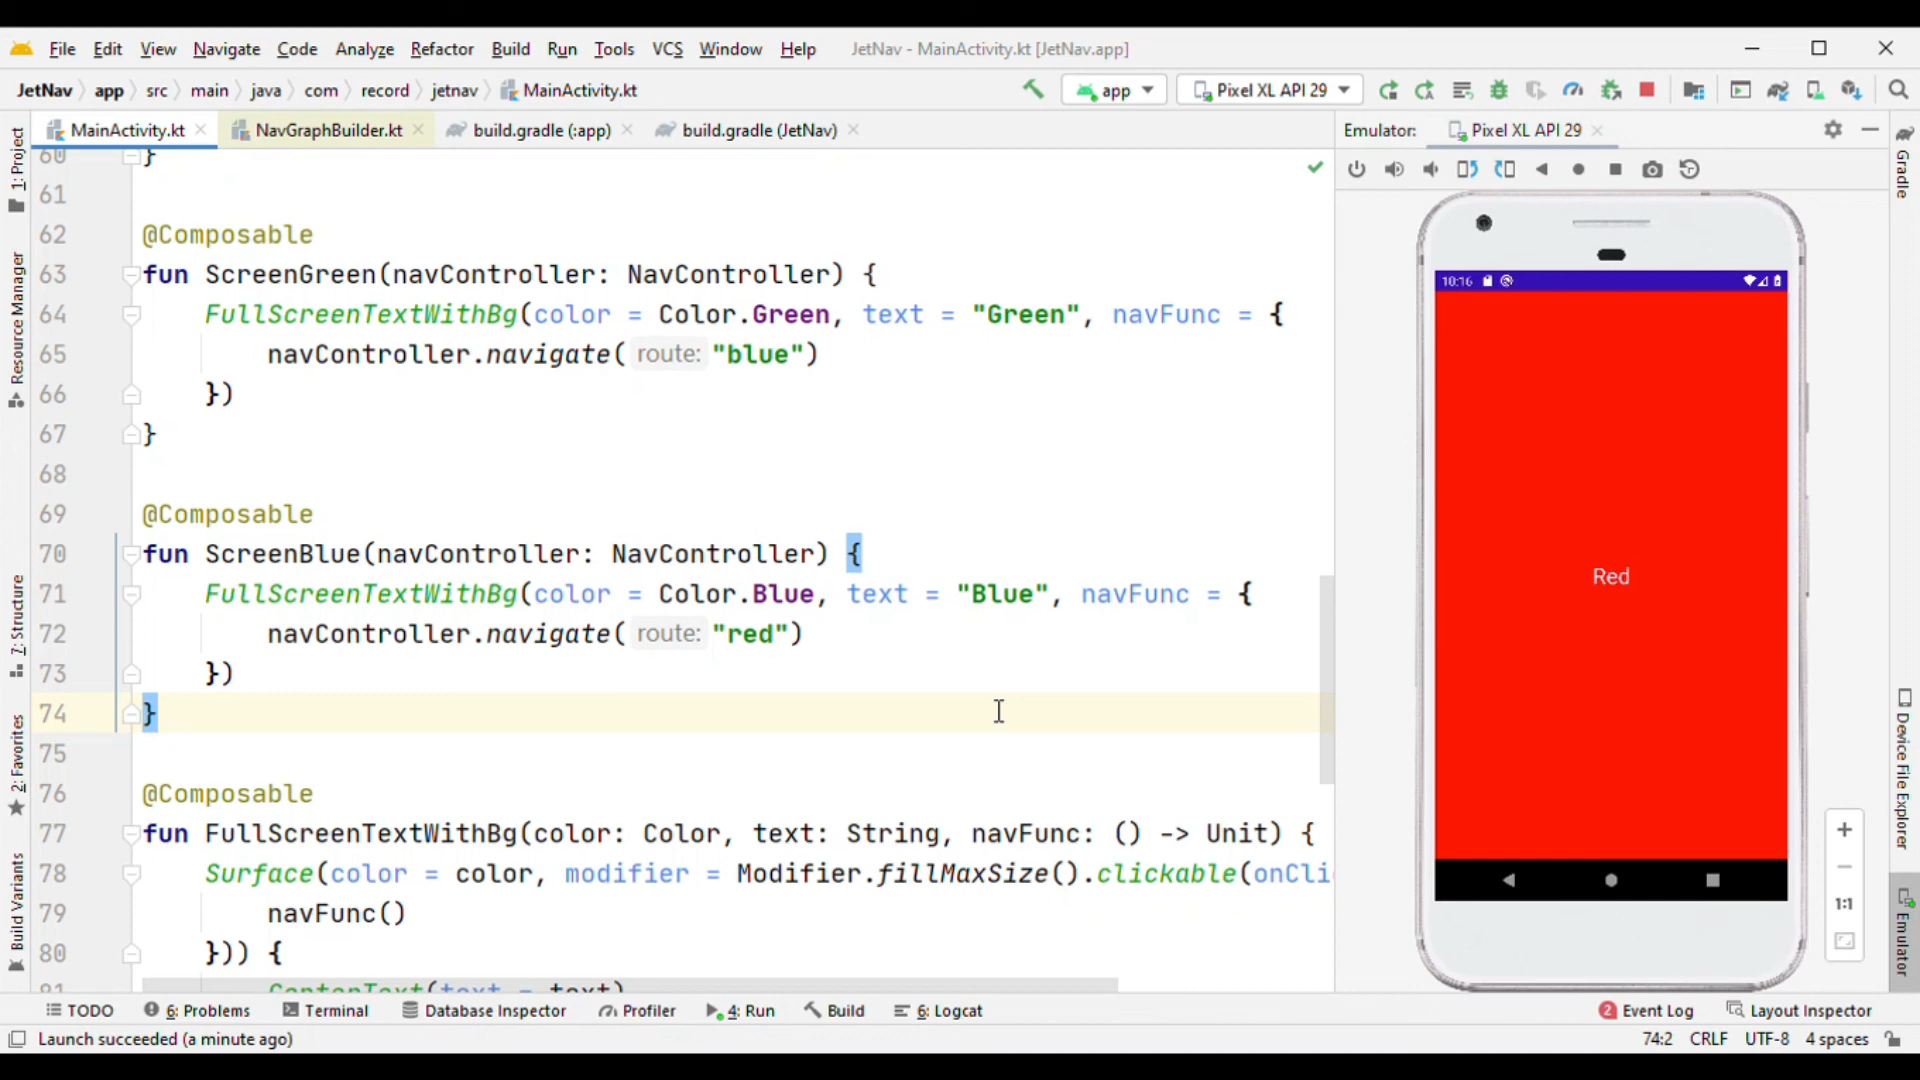 File Edit View Navigate Code Analyze Refactor Build Run Tools VCS Window Help JetNav - MainActivity.kt [JetNav.app]
JetNav app src main java com record jetnav MainActivity.kt app Pixel XL API 29
MainActivity.kt NavGraphBuilder.kt build.gradle (:app) build.gradle (JetNav) Emulator: Pixel XL API 29
1: Project
Resource Manager
7: Structure
2: Favorites
Build Variants
60 }
61
62 @Composable
63 fun ScreenGreen(navController: NavController) {
64 FullScreenTextWithBg(color = Color.Green, text = "Green", navFunc = {
65 navController.navigate( route: "blue")
66 })
67 }
68
69 @Composable
70 fun ScreenBlue(navController: NavController) {
71 FullScreenTextWithBg(color = Color.Blue, text = "Blue", navFunc = {
72 navController.navigate( route: "red")
73 })
74 }
75
76 @Composable
77 fun FullScreenTextWithBg(color: Color, text: String, navFunc: () -> Unit) {
78 Surface(color = color, modifier = Modifier.fillMaxSize().clickable(onCli
79 navFunc()
80 })) {
81 CenterText(text = text)
10:16
Red
1:1
Gradle
Device File Explorer
Emulator
TODO 6: Problems Terminal Database Inspector Profiler 4: Run Build 6: Logcat 2 Event Log Layout Inspector
Launch succeeded (a minute ago) 74:2 CRLF UTF-8 4 spaces